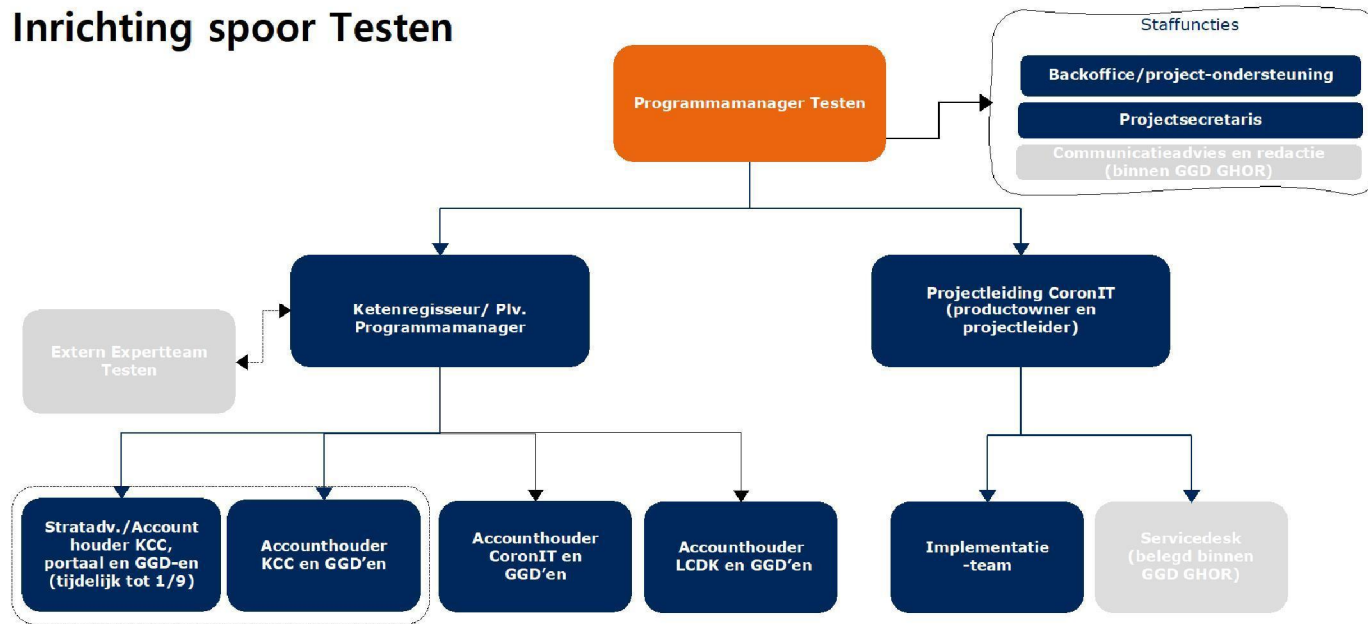 Inrichting spoor Testen
Staffuncties
Backoffice/project-ondersteuning
Programmamanager Testen
Projectsecretaris
Communicatieadvies en redactie
(binnen GGD GHOR)
Ketenregisseur/ Plv.
Programmamanager
Projectleiding CoronIT
(productowner en
projectleider)
Extern Expertteam
Testen
Stratadv./Account
houder KCC,
portaal en GGD-en
(tijdelijk tot 1/9)
Accounthouder
KCC en GGD'en
Accounthouder
CoronIT en
GGD'en
Accounthouder
LCDK en GGD'en
Implementatie
-team
Servicedesk
(belegd binnen
GGD GHOR)